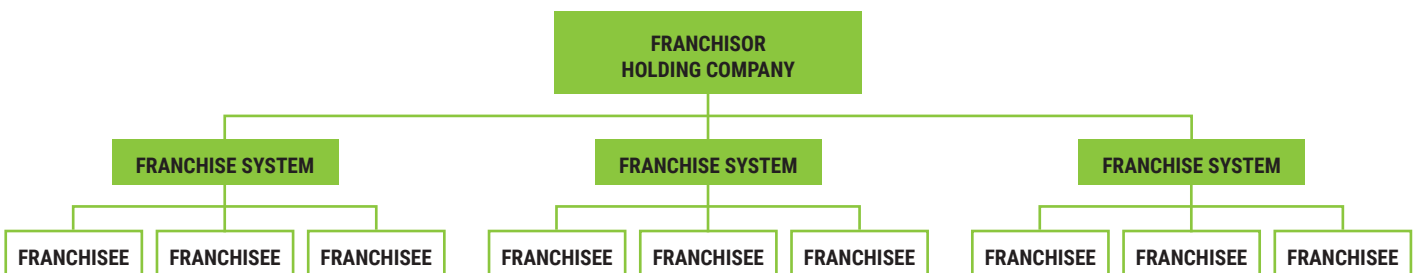 FRANCHISOR
HOLDING COMPANY
FRANCHISE SYSTEM
FRANCHISE SYSTEM
FRANCHISE SYSTEM
FRANCHISEE
FRANCHISEE
FRANCHISEE
FRANCHISEE
FRANCHISEE
FRANCHISEE
FRANCHISEE
FRANCHISEE
FRANCHISEE